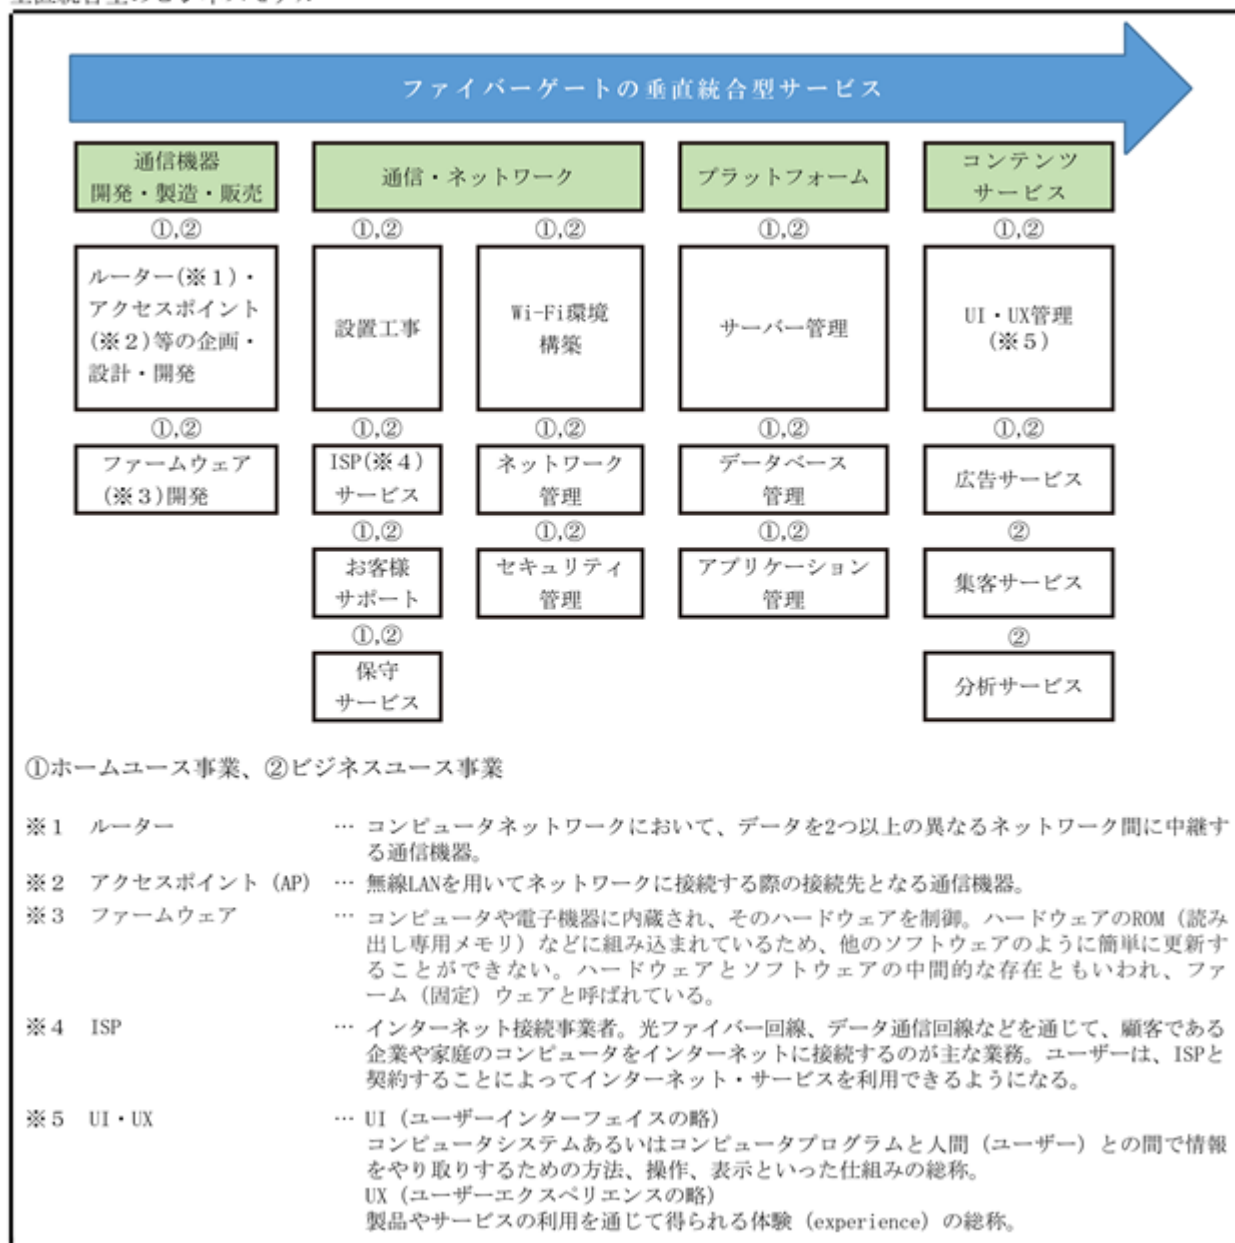 ファイバーゲートの垂直統合型サービス
通信機器
開発・製造・販売
通信・ネットワーク
プラットフォーム
コンテンツ
サービス
①,②
①,②
①,②
①,②
①,②
ルーター(※１)・
アクセスポイント
(※２)等の企画・
設計・開発
設置工事
Wi-Fi環境
構築
サーバー管理
UI・UX管理
(※５)
①,②
①,②
①,②
①,②
①,②
ファームウェア
(※３)開発
ISP(※４)
サービス
ネットワーク
管理
データベース
管理
広告サービス
①,②
①,②
①,②
②
お客様
サポート
セキュリティ
管理
アプリケーション
管理
集客サービス
①,②
②
保守
サービス
分析サービス
①ホームユース事業、②ビジネスユース事業
※１ ルーター … コンピュータネットワークにおいて、データを2つ以上の異なるネットワーク間に中継す
る通信機器。
※２ アクセスポイント（AP） … 無線LANを用いてネットワークに接続する際の接続先となる通信機器。
※３ ファームウェア … コンピュータや電子機器に内蔵され、そのハードウェアを制御。ハードウェアのROM（読み
出し専用メモリ）などに組み込まれているため、他のソフトウェアのように簡単に更新す
ることができない。ハードウェアとソフトウェアの中間的な存在ともいわれ、ファ
ーム（固定）ウェアと呼ばれている。
※４ ISP … インターネット接続事業者。光ファイバー回線、データ通信回線などを通じて、顧客である
企業や家庭のコンピュータをインターネットに接続するのが主な業務。ユーザーは、ISPと
契約することによってインターネット・サービスを利用できるようになる。
※５ UI・UX … UI（ユーザーインターフェイスの略）
コンピュータシステムあるいはコンピュータプログラムと人間（ユーザー）との間で情報
をやり取りするための方法、操作、表示といった仕組みの総称。
UX（ユーザーエクスペリエンスの略）
製品やサービスの利用を通じて得られる体験（experience）の総称。